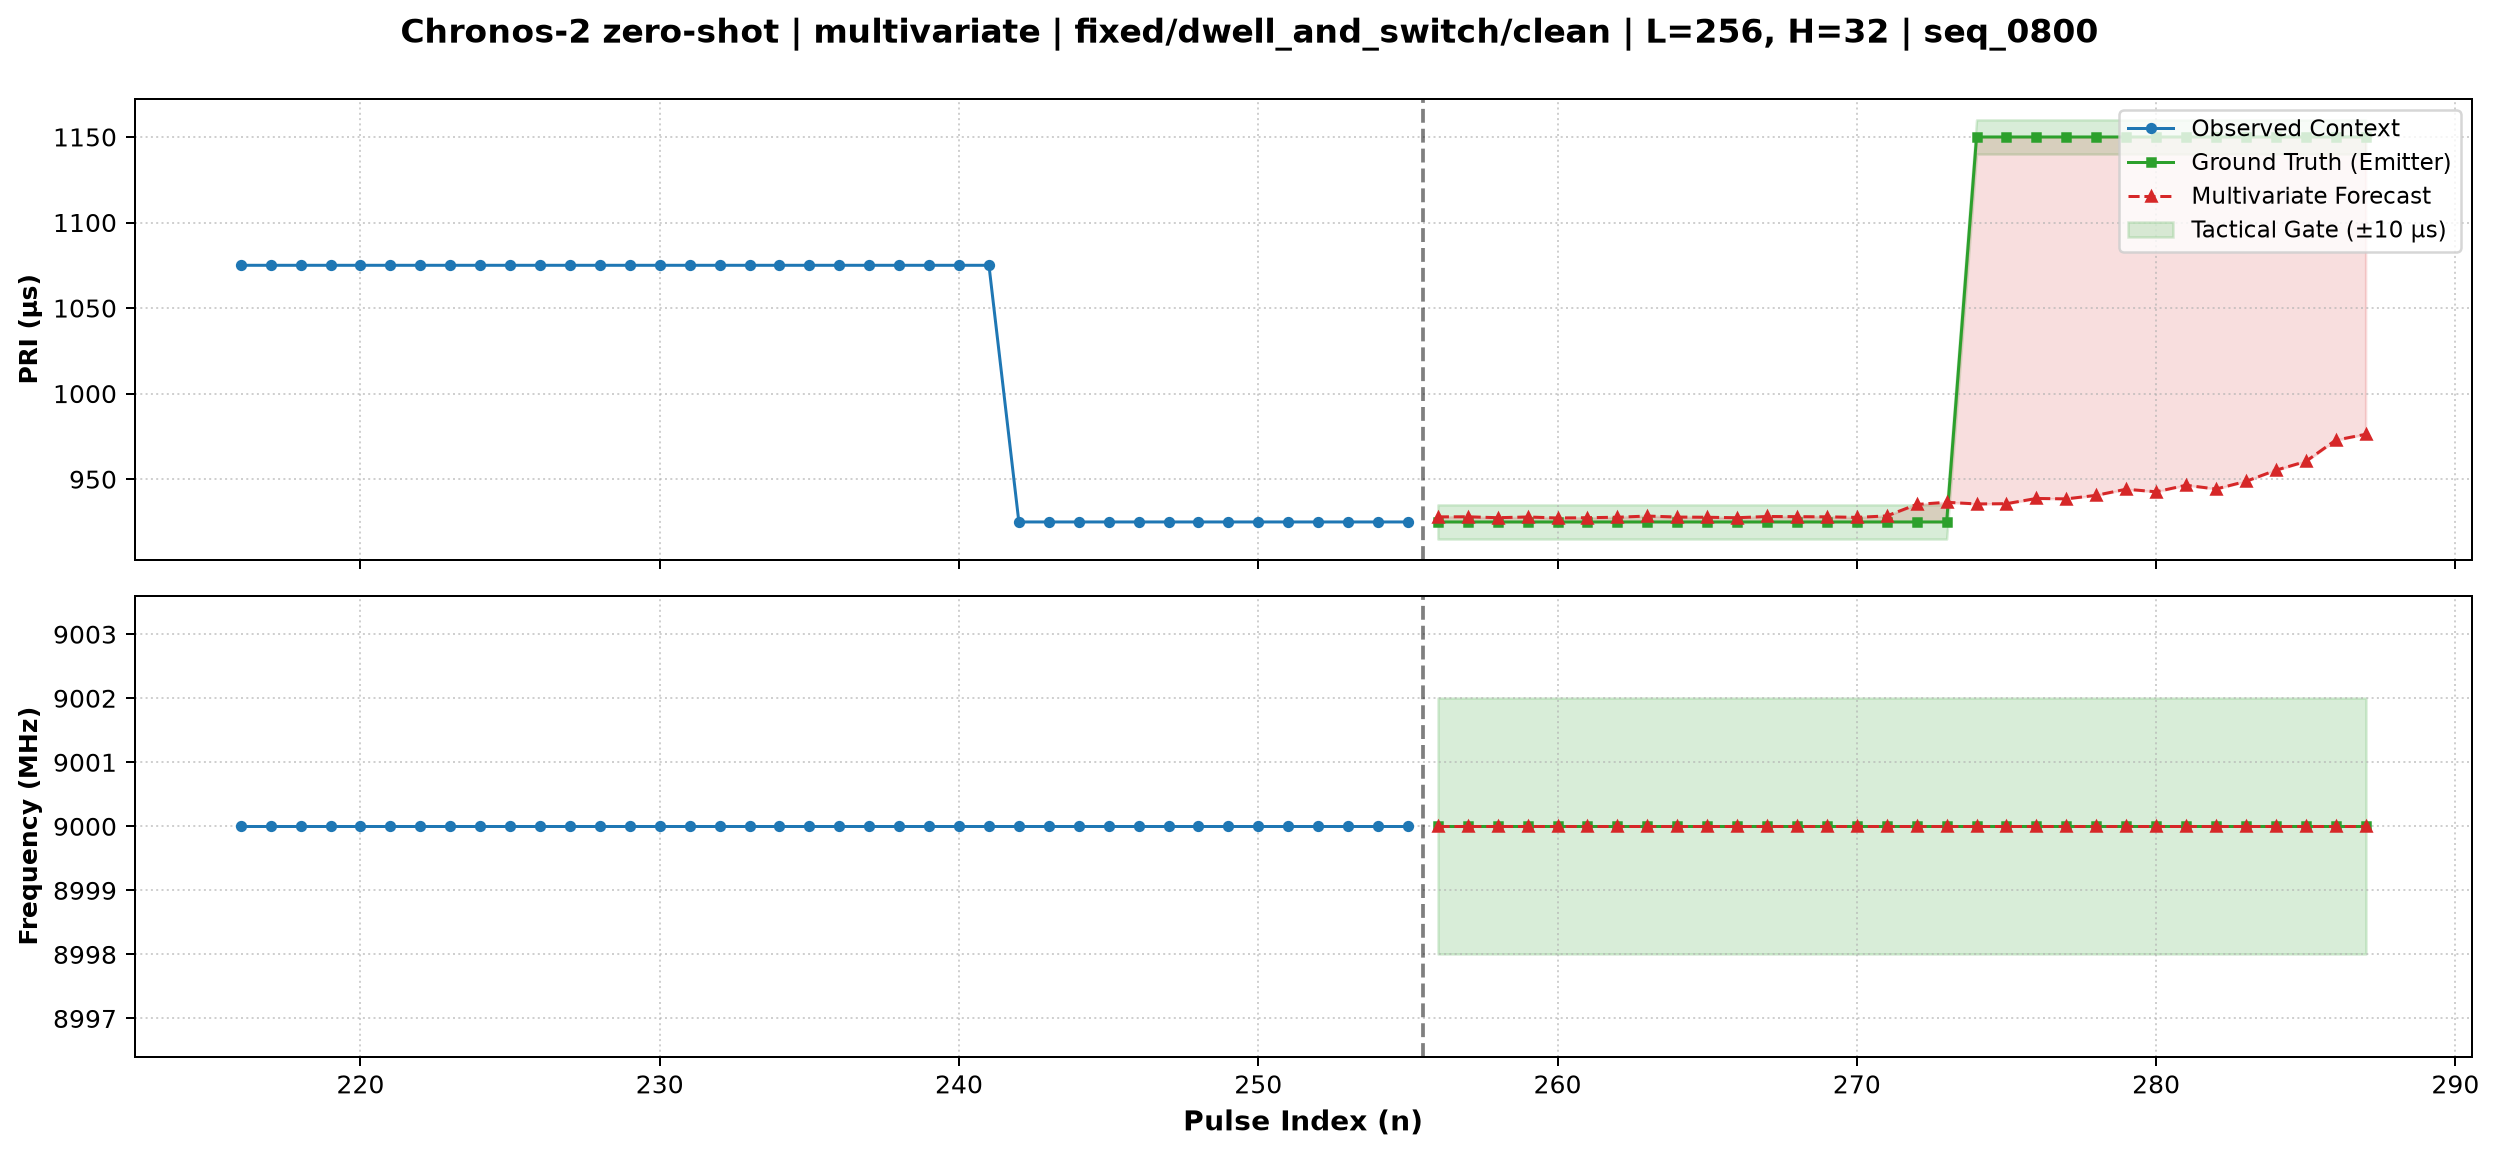 Chronos-2 zero-shot | multivariate | fixed/dwell_and_switch/clean | L=256, H=32 | seq_0800
Observed Context
Ground Truth (Emitter)
Multivariate Forecast
Tactical Gate (±10 µs)
PRI (µs)
1150
1100
1050
1000
950
Frequency (MHz)
9003
9002
9001
9000
8999
8998
8997
220 230 240 250 260 270 280 290
Pulse Index (n)